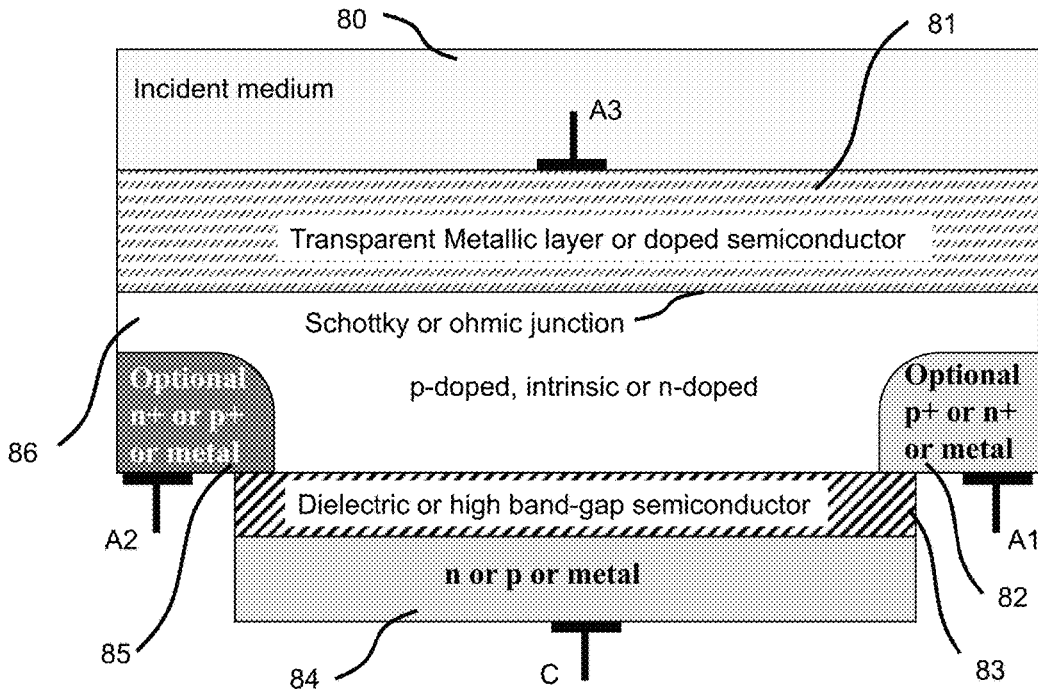 80
81
Incident medium
A3
Transparent Metallic layer or doped semiconductor
Schottky or ohmic junction
Optional
n+ or p+
or metal
p-doped, intrinsic or n-doped
Optional
p+ or n+
or metal
86
Dielectric or high band-gap semiconductor
A2
A1
n or p or metal
82
85
84
C
83